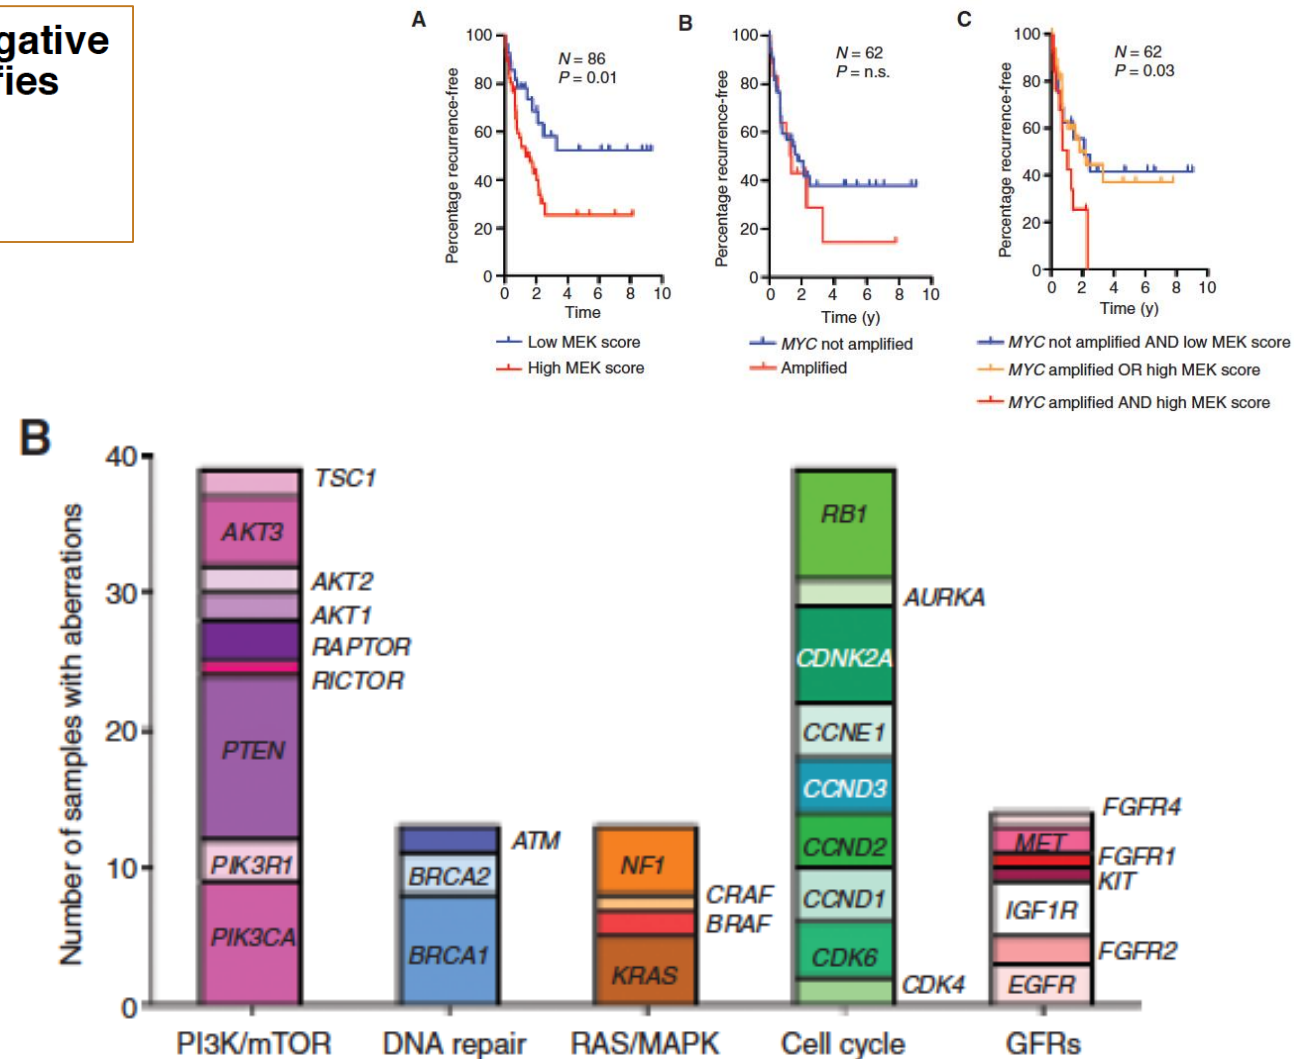 gative
fies
A
100
80
60
40
20
0
Percentage recurrence-free
N = 86
P = 0.01
0 2 4 6 8 10
Time
Low MEK score
High MEK score
B
100
80
60
40
20
0
Percentage recurrence-free
N = 62
P = n.s.
0 2 4 6 8 10
Time (y)
MYC not amplified
Amplified
C
100
80
60
40
20
0
Percentage recurrence-free
N = 62
P = 0.03
0 2 4 6 8 10
Time (y)
MYC not amplified AND low MEK score
MYC amplified OR high MEK score
MYC amplified AND high MEK score
B
Number of samples with aberrations
40
30
20
10
0
TSC1
AKT3
AKT2
AKT1
RAPTOR
RICTOR
PTEN
PIK3R1
PIK3CA
PI3K/mTOR
ATM
BRCA2
BRCA1
DNA repair
NF1
CRAF
BRAF
KRAS
RAS/MAPK
RB1
AURKA
CDNK2A
CCNE1
CCND3
CCND2
CCND1
CDK6
CDK4
Cell cycle
FGFR4
MET
FGFR1
KIT
IGF1R
FGFR2
EGFR
GFRs